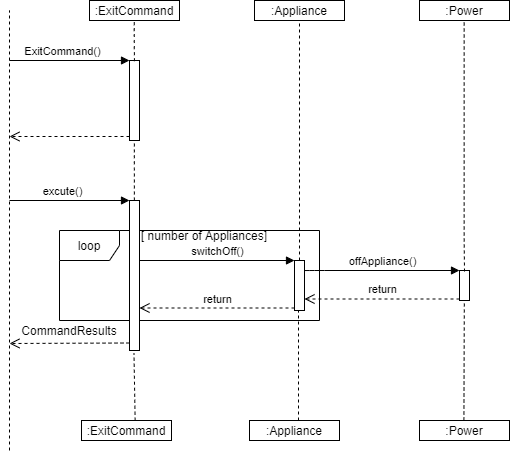 :ExitCommand
:Appliance
:Power
ExitCommand()
excute()
[ number of Appliances]
loop
switchOff()
offAppliance()
return
return
CommandResults
:ExitCommand
:Appliance
:Power